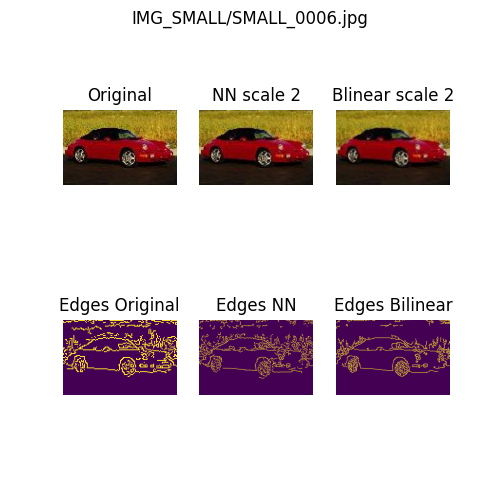 IMG_SMALL/SMALL_0006.jpg
Original
NN scale 2
Blinear scale 2
Edges Original
Edges NN
Edges Bilinear